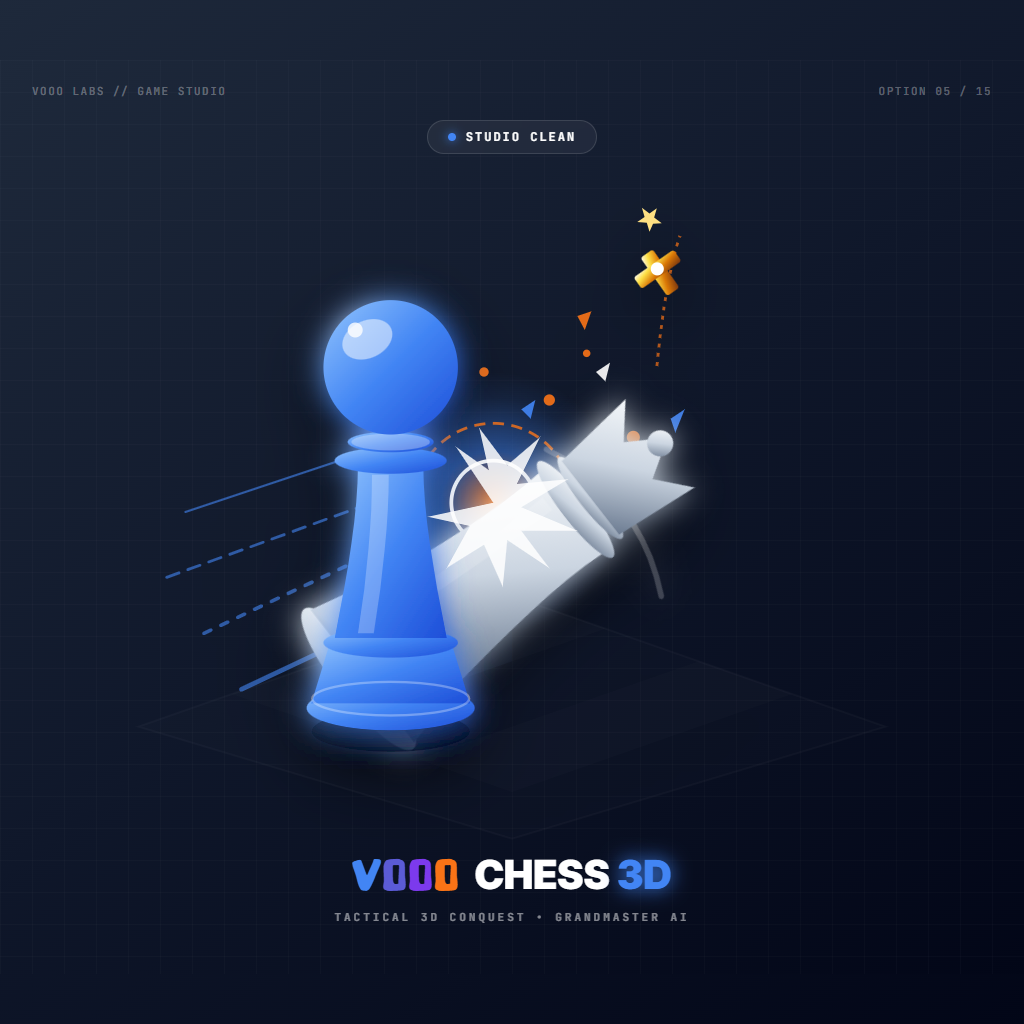 VOOO LABS // GAME STUDIO
OPTION 05 / 15
STUDIO CLEAN
VOOO CHESS 3D
TACTICAL 3D CONQUEST • GRANDMASTER AI